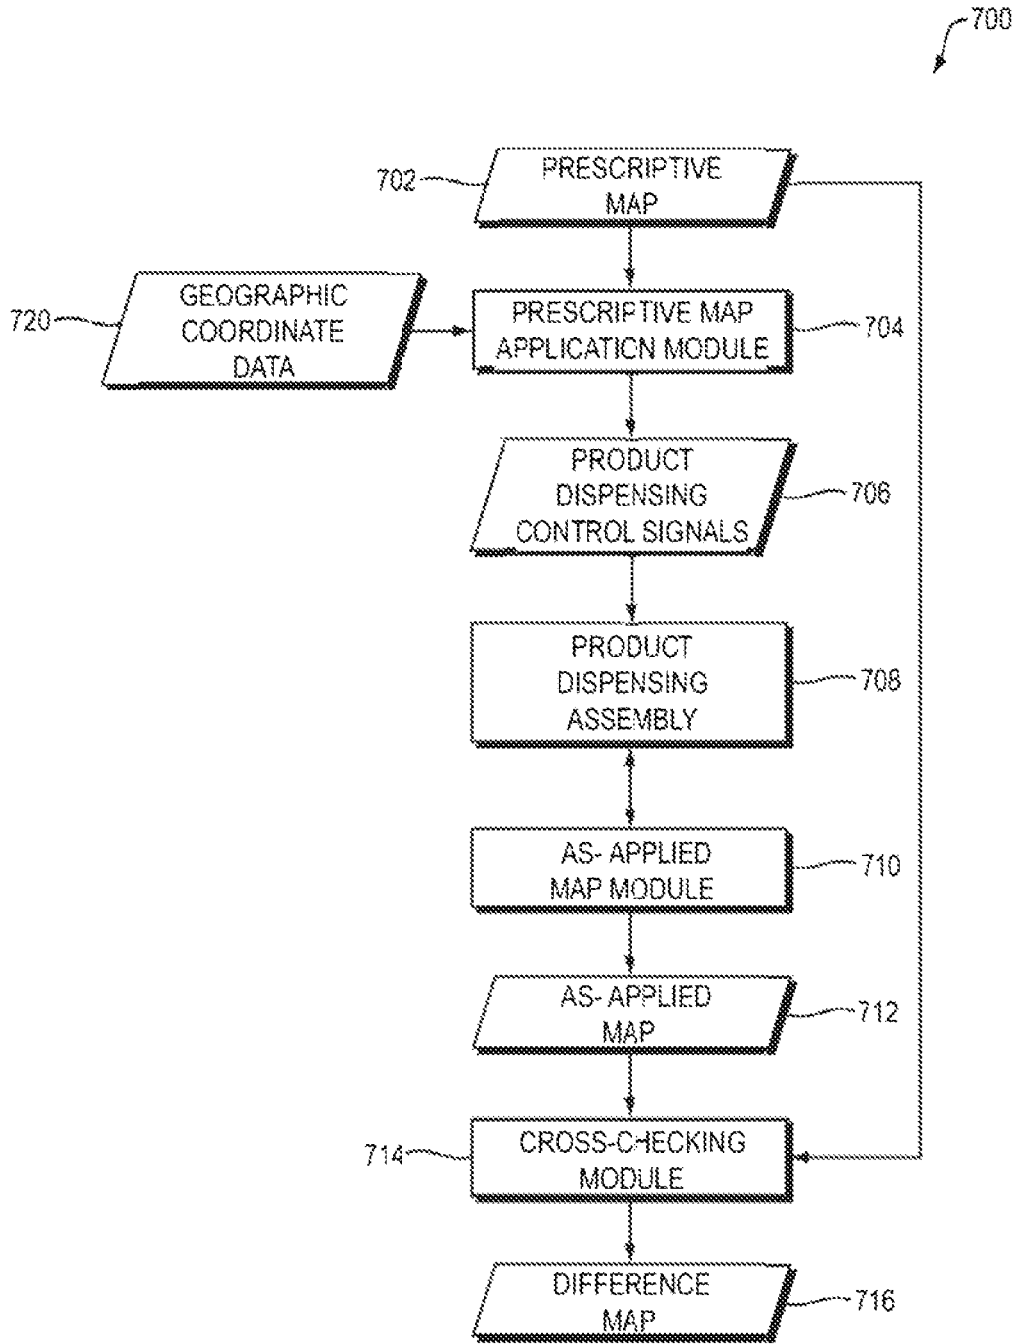 700
702
PRESCRIPTIVE
MAP
720
GEOGRAPHIC
COORDINATE
DATA
PRESCRIPTIVE MAP
APPLICATION MODULE
704
PRODUCT
DISPENSING
CONTROL SIGNALS
706
PRODUCT
DISPENSING
ASSEMBLY
708
AS- APPLIED
MAP MODULE
710
AS- APPLIED
MAP
712
714
CROSS-CHECKING
MODULE
DIFFERENCE
MAP
716